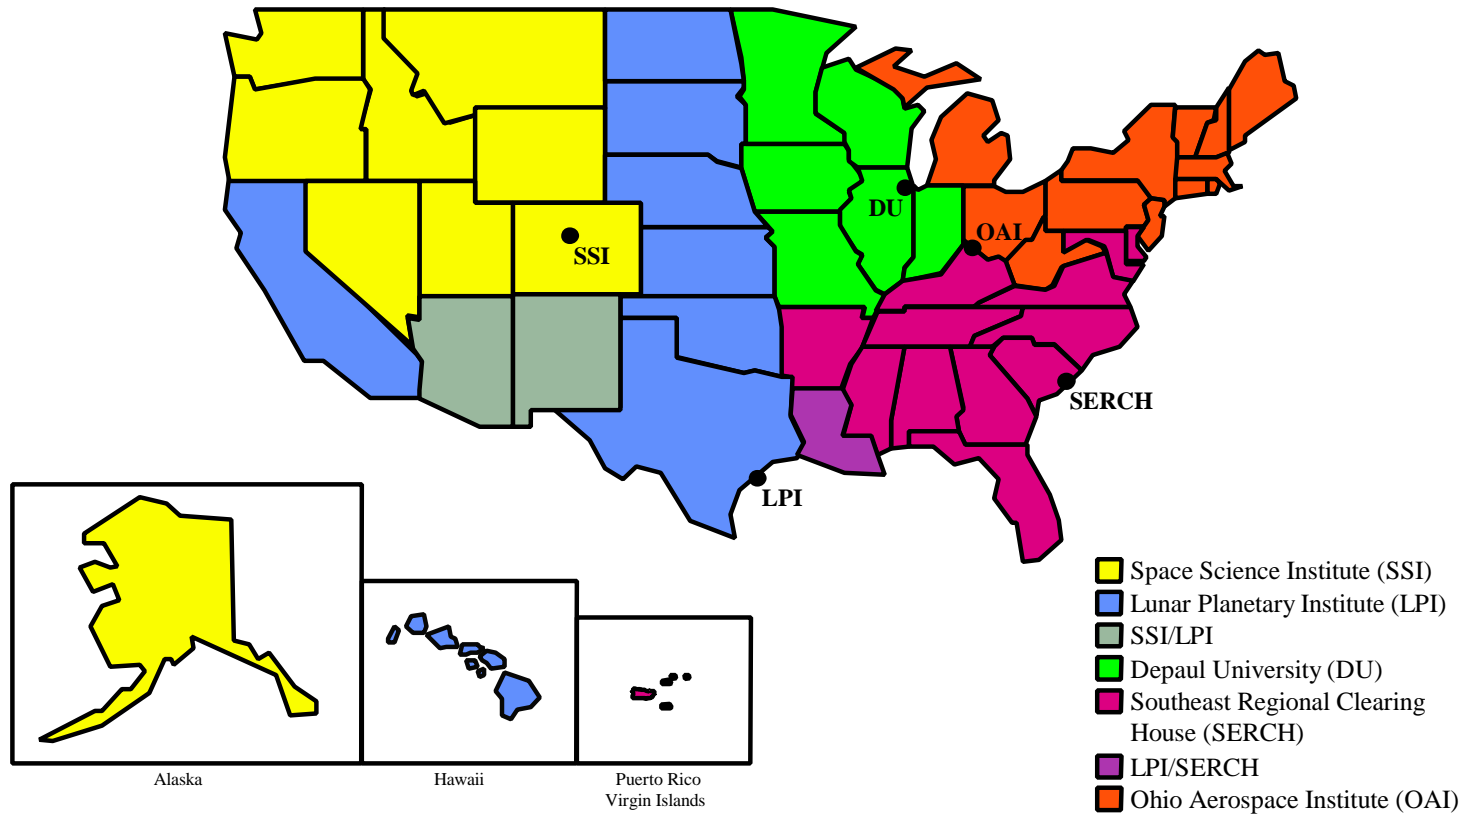 DU
OAI
SSI
SERCH
LPI
Space Science Institute (SSI)
Lunar Planetary Institute (LPI)
SSI/LPI
Depaul University (DU)
Southeast Regional Clearing
House (SERCH)
LPI/SERCH
Ohio Aerospace Institute (OAI)
Alaska
Hawaii
Puerto Rico
Virgin Islands